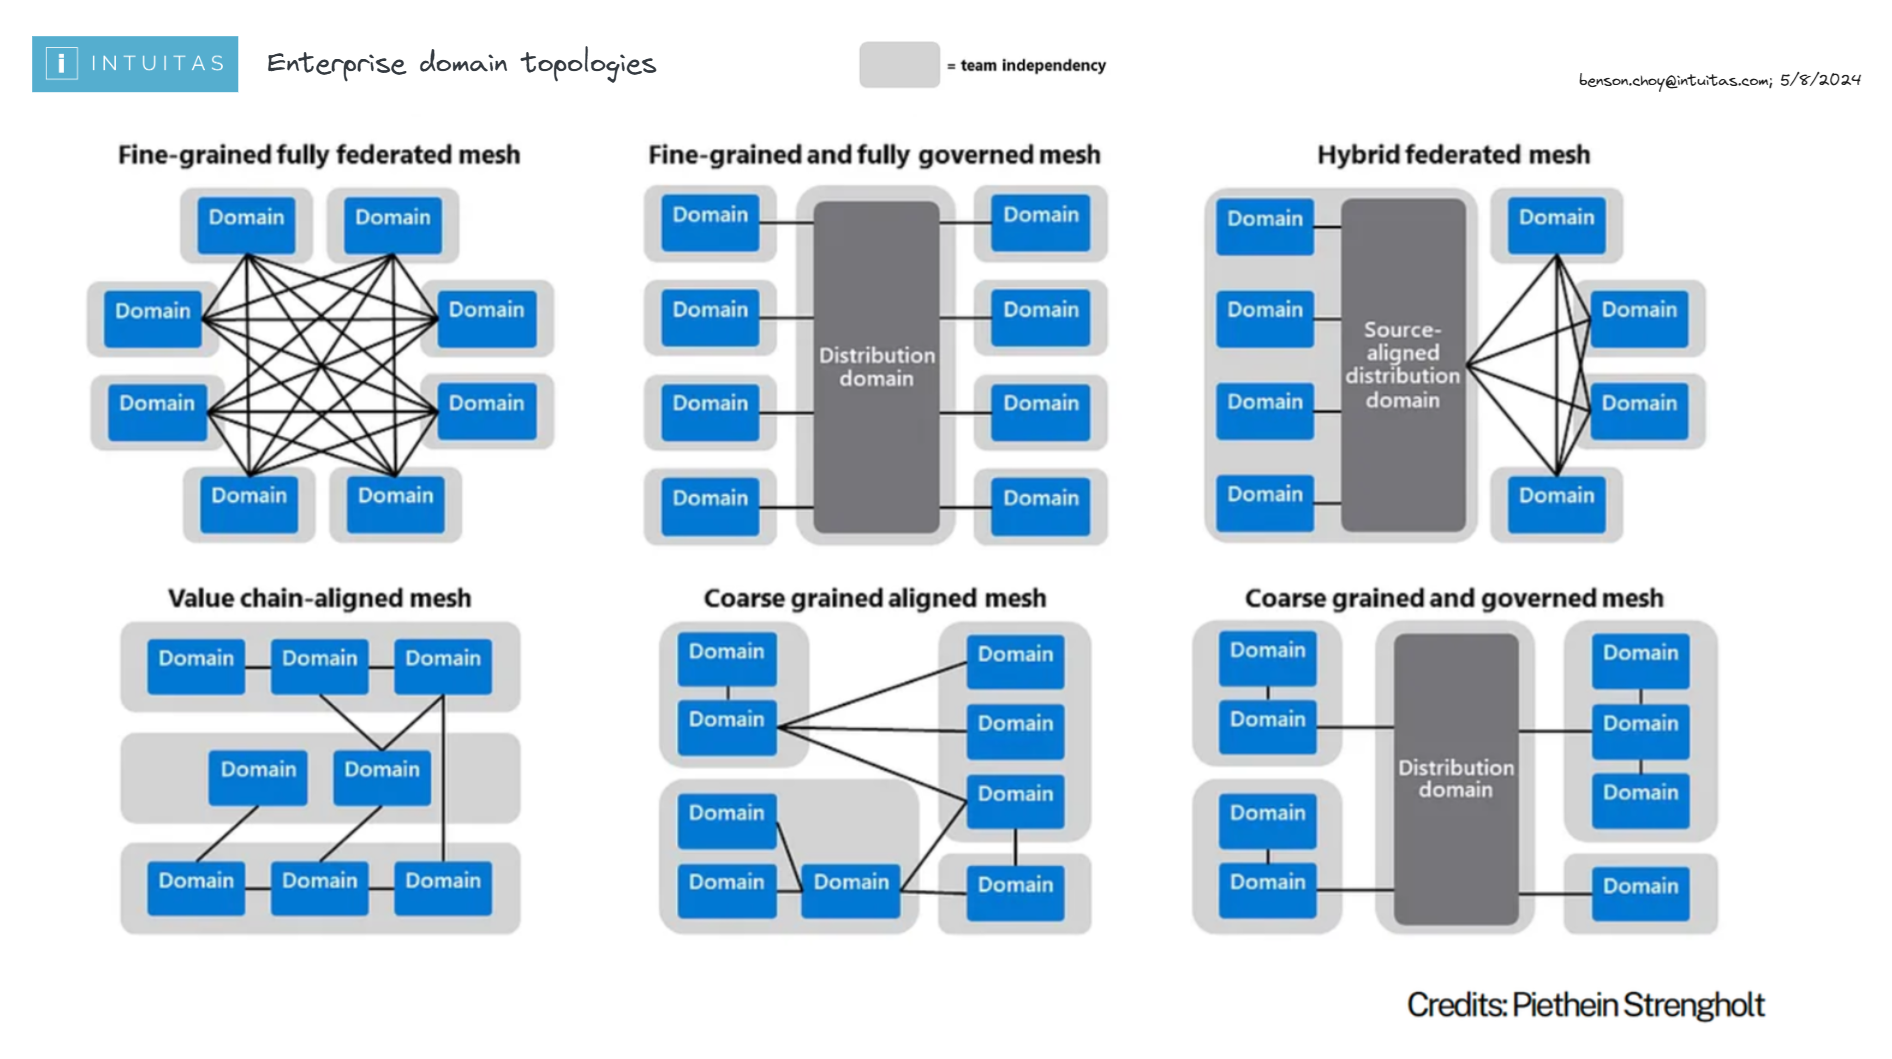 i INTUITAS
Enterprise domain topologies
= team independency
benson.choy@intuitas.com; 5/8/2024
Fine-grained fully federated mesh
Domain
Domain
Domain
Domain
Domain
Domain
Domain
Domain
Fine-grained and fully governed mesh
Domain
Domain
Domain
Domain
Distribution
domain
Domain
Domain
Domain
Domain
Hybrid federated mesh
Domain
Domain
Domain
Domain
Source-
aligned
distribution
domain
Domain
Domain
Domain
Domain
Value chain-aligned mesh
Domain
Domain
Domain
Domain
Domain
Domain
Domain
Domain
Coarse grained aligned mesh
Domain
Domain
Domain
Domain
Domain
Domain
Domain
Domain
Domain
Coarse grained and governed mesh
Domain
Domain
Domain
Domain
Distribution
domain
Domain
Domain
Domain
Domain
Credits: Piethein Strengholt